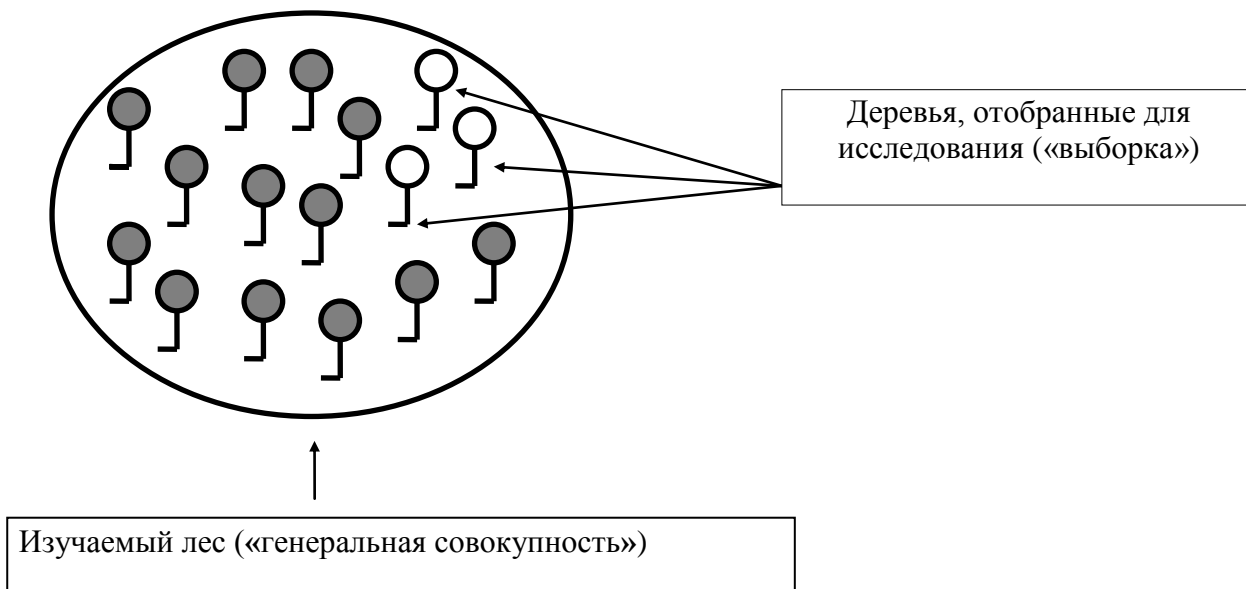 Деревья, отобранные для
исследования («выборка»)
Изучаемый лес («генеральная совокупность»)